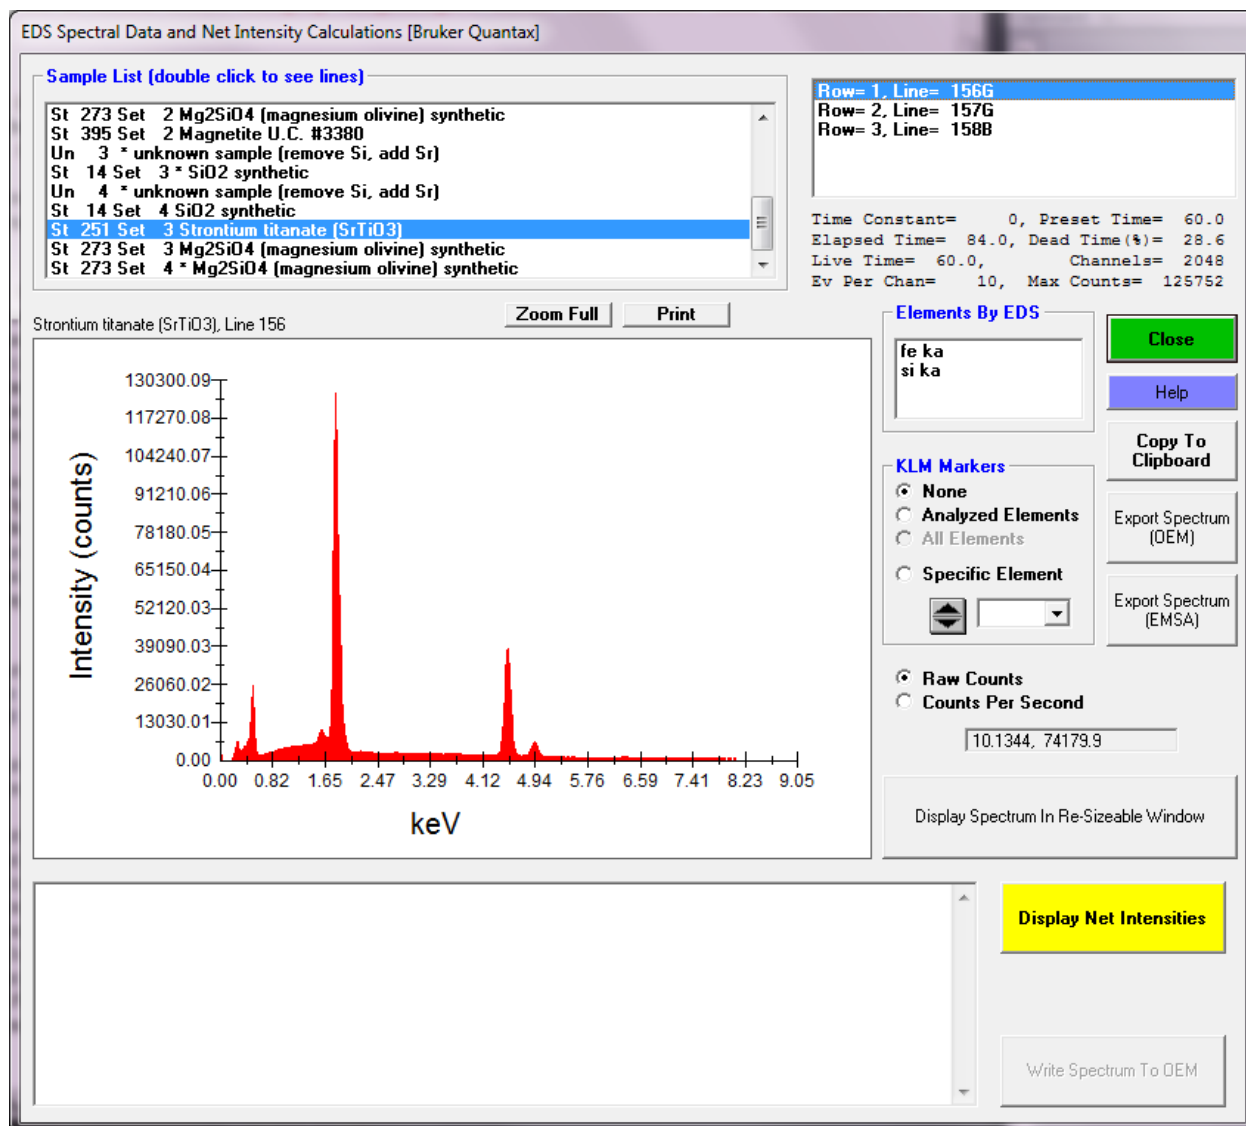 EDS Spectral Data and Net Intensity Calculations [Bruker Quantax]
Sample List (double click to see lines)
St 273 Set 2 Mg2SiO4 (magnesium olivine) synthetic
St 395 Set 2 Magnetite U.C. #3380
Un 3 * unknown sample (remove Si, add Sr)
St 14 Set 3 * SiO2 synthetic
Un 4 * unknown sample (remove Si, add Sr)
St 14 Set 4 SiO2 synthetic
St 251 Set 3 Strontium titanate (SrTiO3)
St 273 Set 3 Mg2SiO4 (magnesium olivine) synthetic
St 273 Set 4 * Mg2SiO4 (magnesium olivine) synthetic
Row= 1, Line= 156G
Row= 2, Line= 157G
Row= 3, Line= 158B
Time Constant= 0, Preset Time= 60.0
Elapsed Time= 84.0, Dead Time(%)= 28.6
Live Time= 60.0, Channels= 2048
Ev Per Chan= 10, Max Counts= 125752
Strontium titanate (SrTiO3), Line 156
Zoom Full
Print
130300.09
117270.08
104240.07
91210.06
78180.05
65150.04
52120.03
39090.03
26060.02
13030.01
0.00
Intensity (counts)
0.00 0.82 1.65 2.47 3.29 4.12 4.94 5.76 6.59 7.41 8.23 9.05
keV
Elements By EDS
fe ka
si ka
Close
Help
Copy To
Clipboard
KLM Markers
None
Analyzed Elements
All Elements
Specific Element
Export Spectrum
(OEM)
Export Spectrum
(EMSA)
Raw Counts
Counts Per Second
10.1344, 74179.9
Display Spectrum In Re-Sizeable Window
Display Net Intensities
Write Spectrum To OEM